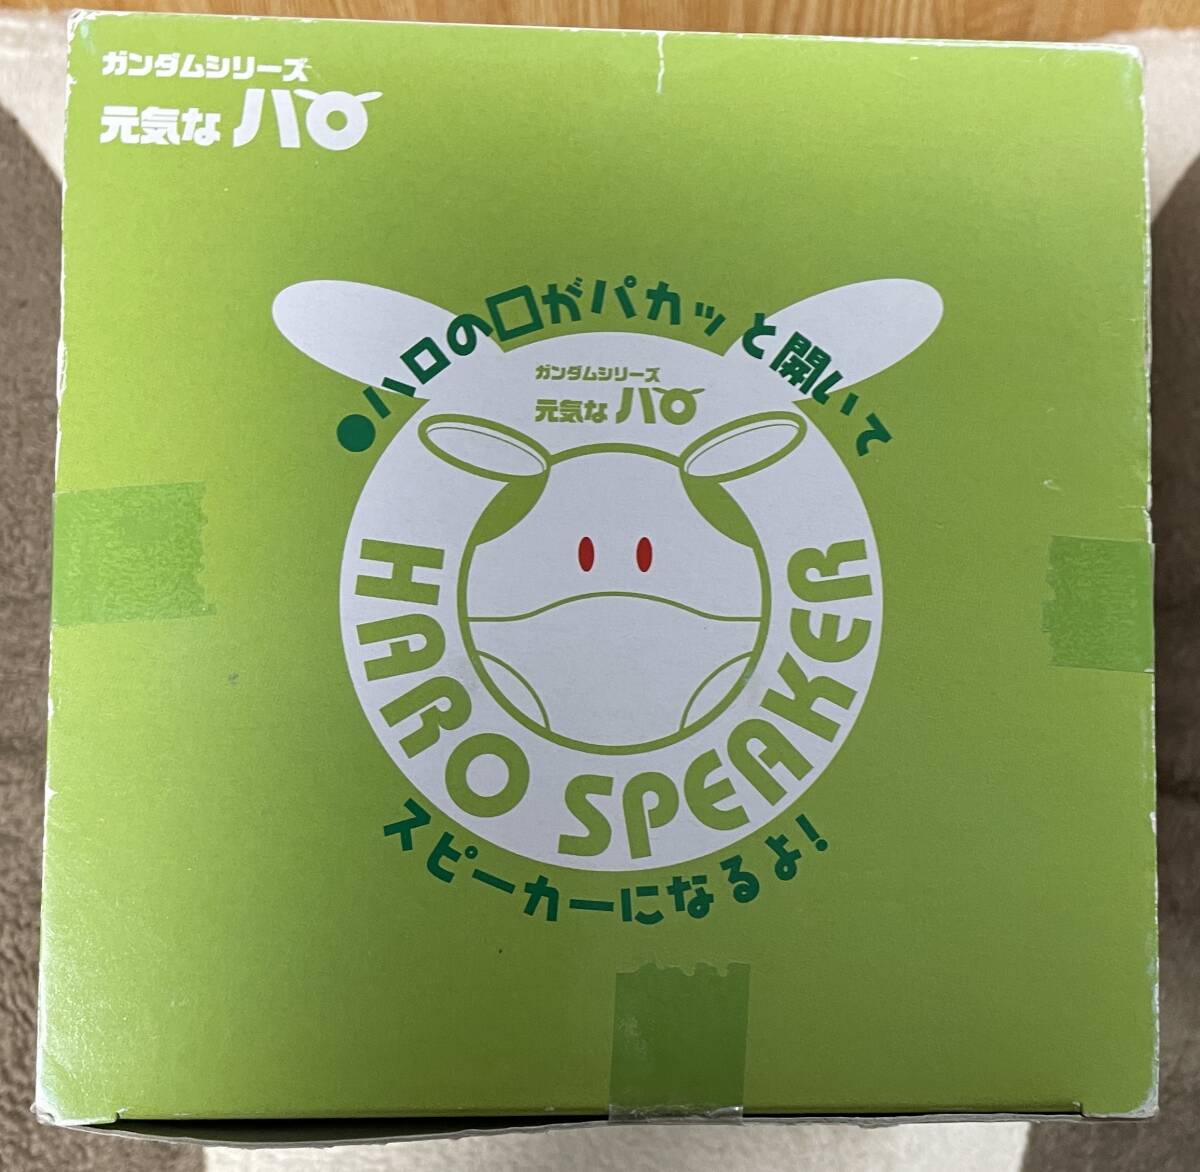 ガンダムシリーズ
元気な ハロ
●ハロの口がパカッと開いて
ガンダムシリーズ
元気な ハロ
HARO SPEAKER
スピーカーになるよ!